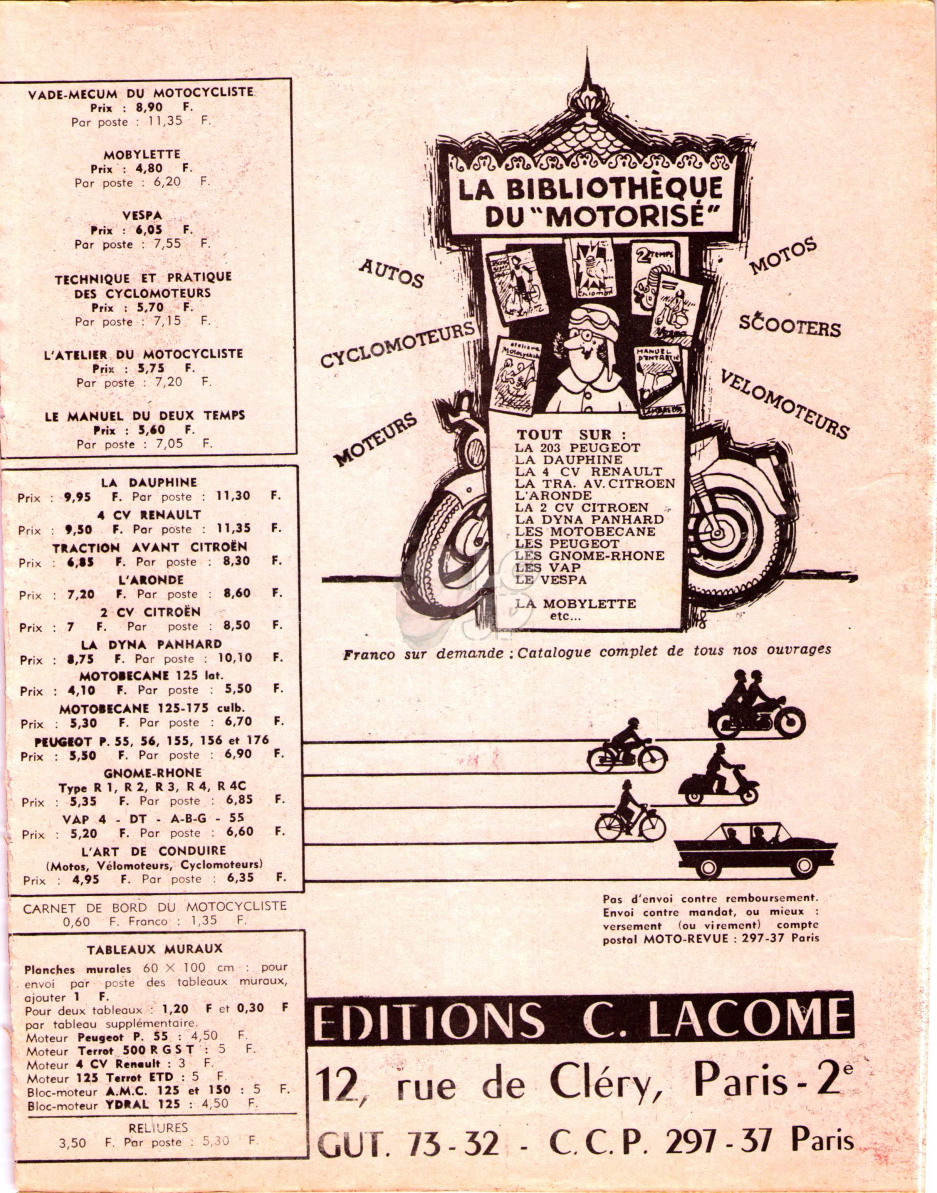 VADE-MECUM DU MOTOCYCLISTE
Prix : 8,90 F.
Par poste : 11,35 F.
MOBYLETTE
Prix : 4,80 F.
Par poste : 6,20 F.
VESPA
Prix : 6,05 F.
Par poste : 7,55 F.
TECHNIQUE ET PRATIQUE
DES CYCLOMOTEURS
Prix : 5,70 F.
Par poste : 7,15 F.
L'ATELIER DU MOTOCYCLISTE
Prix : 5,75 F.
Par poste : 7,20 F.
LE MANUEL DU DEUX TEMPS
Prix : 5,60 F.
Par poste : 7,05 F.
LA DAUPHINE
Prix : 9,95 F. Par poste : 11,30 F.
4 CV RENAULT
Prix : 9,50 F. Par poste : 11,35 F.
TRACTION AVANT CITROËN
Prix : 6,85 F. Par poste : 8,30 F.
L'ARONDE
Prix : 7,20 F. Par poste : 8,60 F.
2 CV CITROËN
Prix : 7 F. Par poste : 8,50 F.
LA DYNA PANHARD
Prix : 8,75 F. Par poste : 10,10 F.
MOTOBECANE 125 lat.
Prix : 4,10 F. Par poste : 5,50 F.
MOTOBECANE 125-175 culb.
Prix : 5,30 F. Par poste : 6,70 F.
PEUGEOT P. 55, 56, 155, 156 et 176
Prix : 5,50 F. Par poste : 6,90 F.
GNOME-RHONE
Type R 1, R 2, R 3, R 4, R 4C
Prix : 5,35 F. Par poste : 6,85 F.
VAP 4 - DT - A-B-G - 55
Prix : 5,20 F. Par poste : 6,60 F.
L'ART DE CONDUIRE
(Motos, Vélomoteurs, Cyclomoteurs)
Prix : 4,95 F. Par poste : 6,35 F.
CARNET DE BORD DU MOTOCYCLISTE
0,60 F. Franco : 1,35 F.
TABLEAUX MURAUX
Planches murales 60 X 100 cm : pour
envoi par poste des tableaux muraux,
ajouter 1 F.
Pour deux tableaux : 1,20 F et 0,30 F
par tableau supplémentaire.
Moteur Peugeot P. 55 : 4,50 F.
Moteur Terrot 500 R G S T : 5 F.
Moteur 4 CV Renault : 3 F.
Moteur 125 Terrot ETD : 5 F.
Bloc-moteur A.M.C. 125 et 150 : 5 F.
Bloc-moteur YDRAL 125 : 4,50 F.
RELIURES
3,50 F. Par poste : 5,30 F.
LA BIBLIOTHÈQUE
DU "MOTORISÉ"
AUTOS
CYCLOMOTEURS
MOTEURS
MOTOS
SCOOTERS
VELOMOTEURS
2 TEMPS
MANUEL
D'ENTRETIEN
TOUT SUR :
LA 203 PEUGEOT
LA DAUPHINE
LA 4 CV RENAULT
LA TRA. AV. CITROEN
L'ARONDE
LA 2 CV CITROEN
LA DYNA PANHARD
LES MOTOBECANE
LES PEUGEOT
LES GNOME-RHONE
LES VAP
LE VESPA
LA MOBYLETTE
etc...
Franco sur demande : Catalogue complet de tous nos ouvrages
Pas d'envoi contre remboursement.
Envoi contre mandat, ou mieux :
versement (ou virement) compte
postal MOTO-REVUE : 297-37 Paris
EDITIONS C. LACOME
12, rue de Cléry, Paris - 2e
GUT. 73-32 - C.C.P. 297-37 Paris